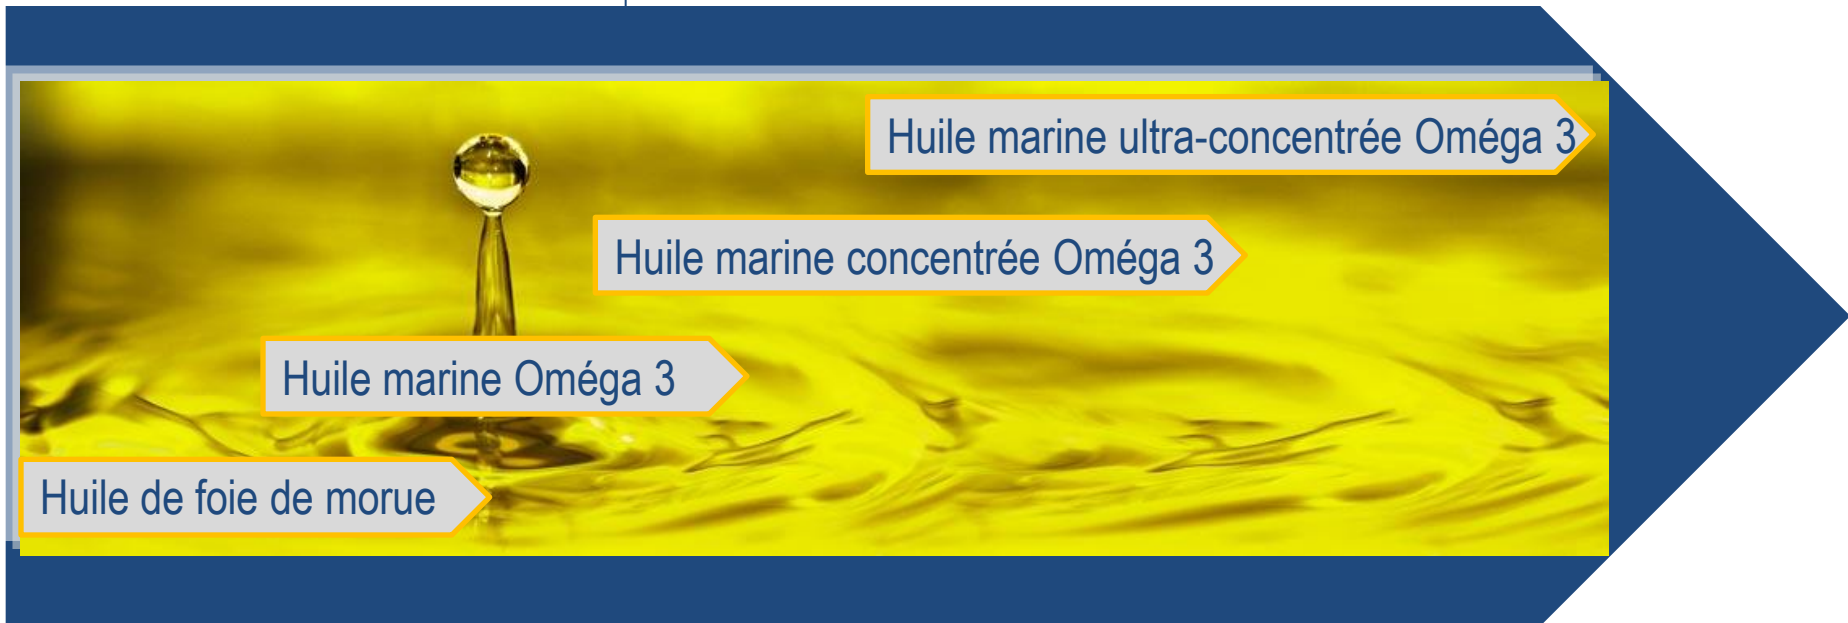 Huile marine ultra-concentrée Oméga 3
Huile marine concentrée Oméga 3
Huile marine Oméga 3
Huile de foie de morue